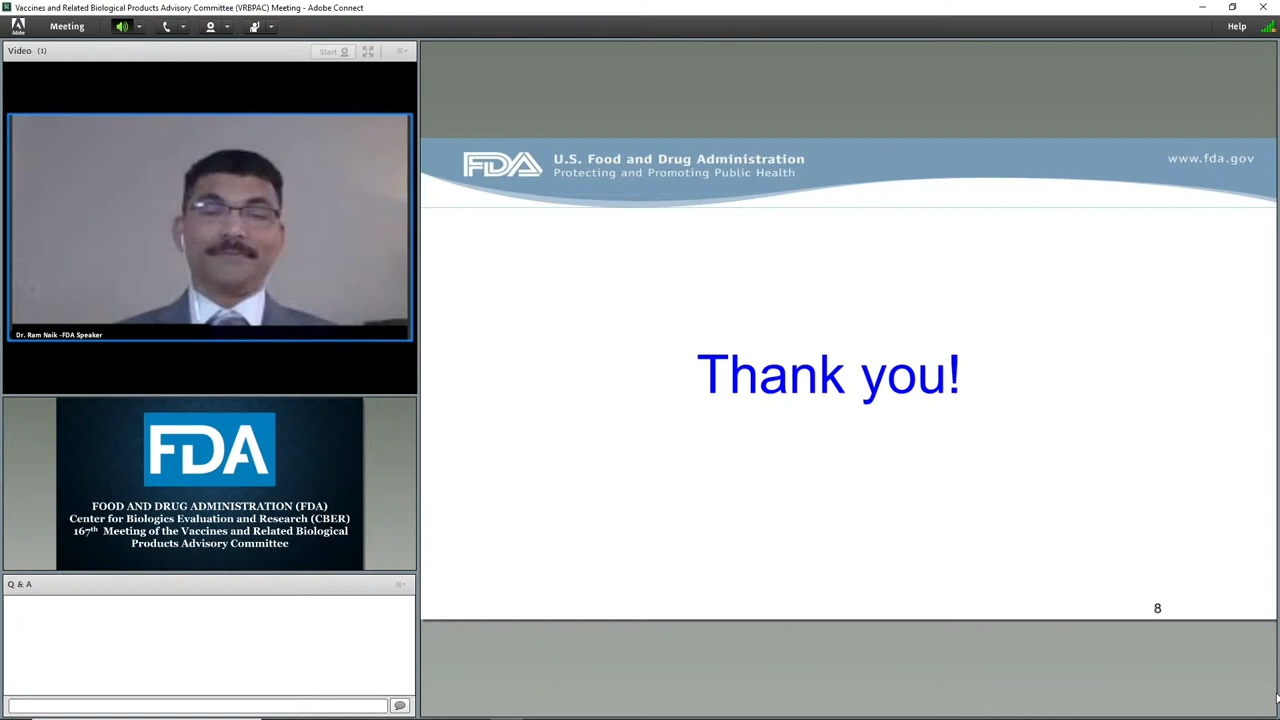 Vaccines and Related Biological Products Advisory Committee (VRBPAC) Meeting - Adobe Connect
Adobe
Meeting
Help
Video (1)
Start
Dr. Ram Naik -FDA Speaker
FDA
FOOD AND DRUG ADMINISTRATION (FDA)
Center for Biologics Evaluation and Research (CBER)
167th Meeting of the Vaccines and Related Biological
Products Advisory Committee
Q & A
FDA
U.S. Food and Drug Administration
Protecting and Promoting Public Health
www.fda.gov
Thank you!
8